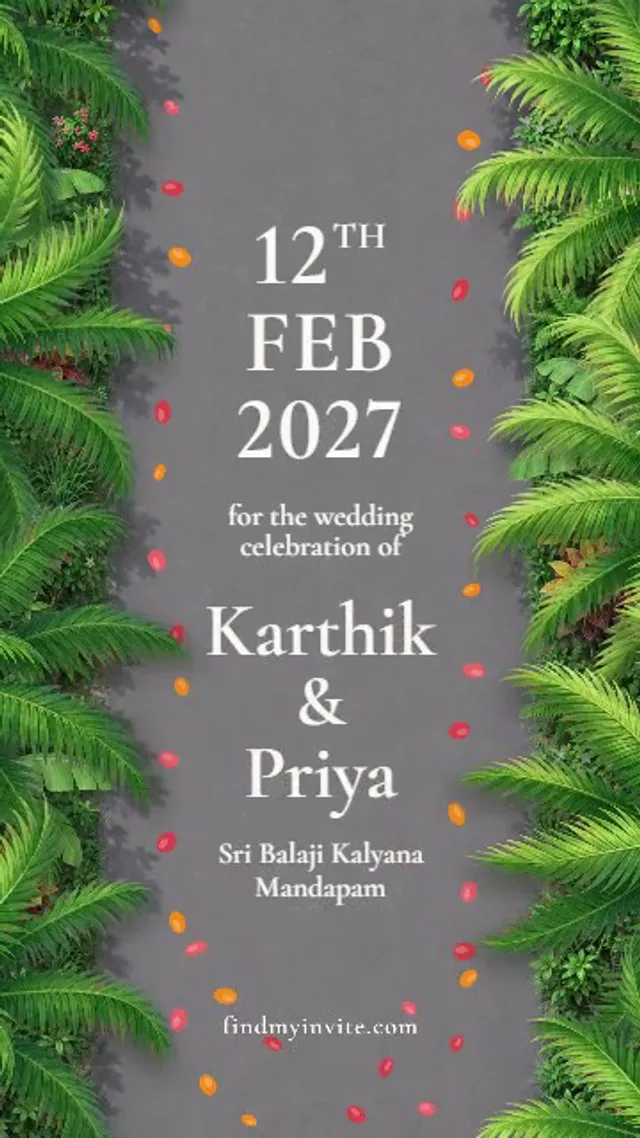 12TH
FEB
2027
for the wedding
celebration of
Karthik
&
Priya
Sri Balaji Kalyana
Mandapam
findmyinvite.com